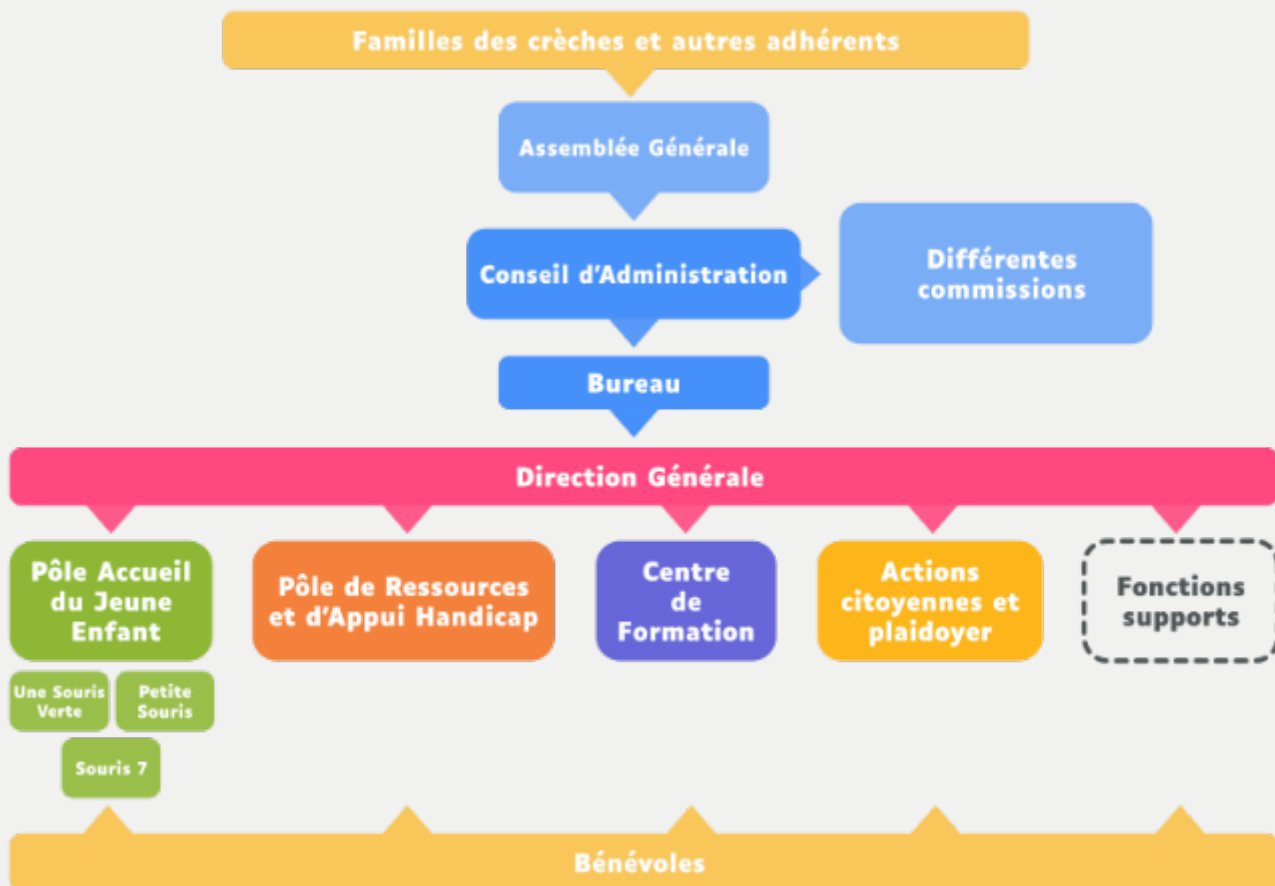 Familles des crèches et autres adhérents
Assemblée Générale
Conseil d'Administration
Différentes
commissions
Bureau
Direction Générale
Pôle Accueil
du Jeune
Enfant
Pôle de Ressources
et d'Appui Handicap
Centre
de
Formation
Actions
citoyennes et
plaidoyer
Fonctions
supports
Une Souris
Verte
Petite
Souris
Souris 7
Bénévoles